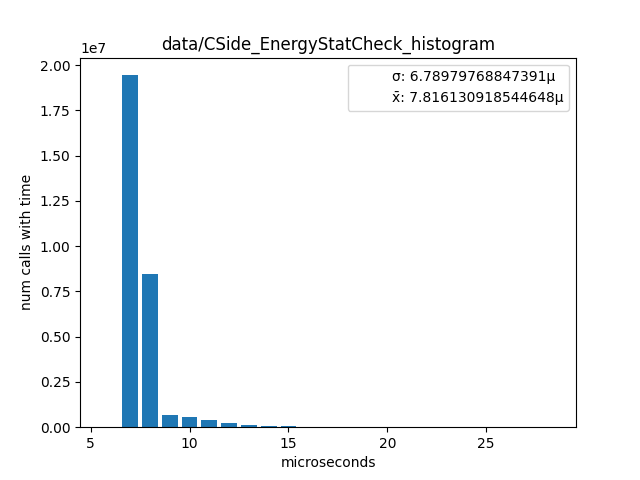 data/CSide_EnergyStatCheck_histogram
1e7
σ: 6.78979768847391μ
x̄: 7.816130918544648μ
2.00
1.75
1.50
1.25
1.00
0.75
0.50
0.25
0.00
num calls with time
5 10 15 20 25
microseconds